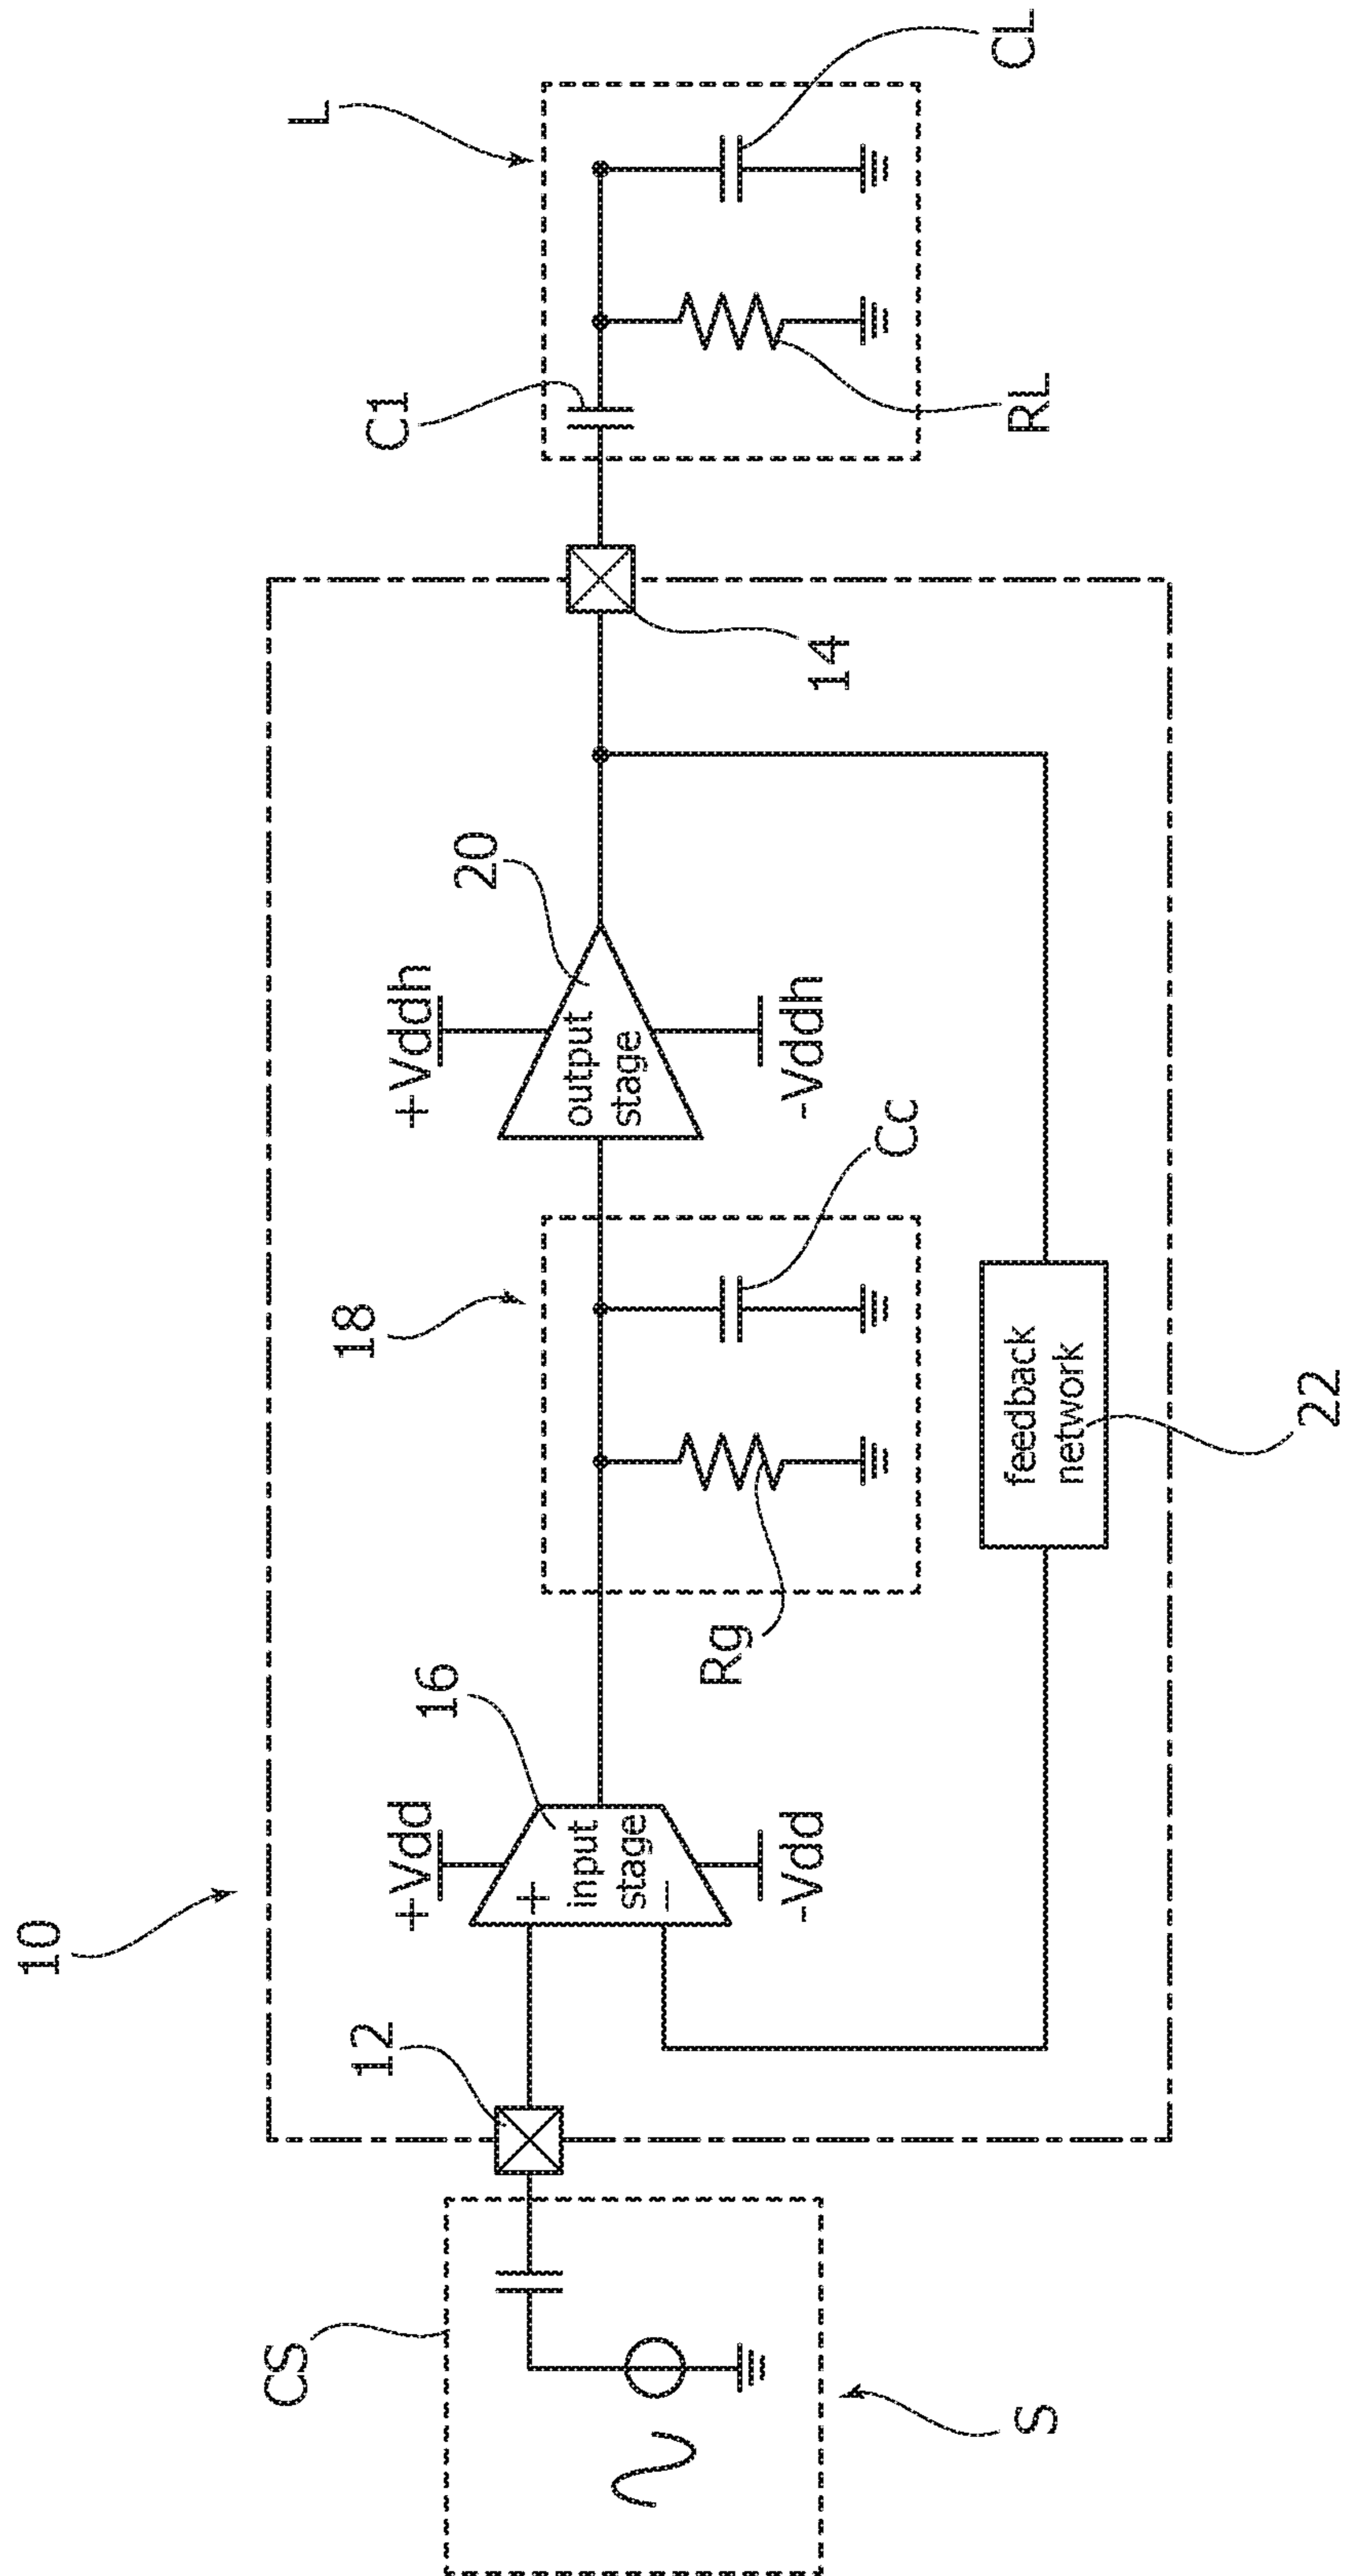 10
CS
S
12
+Vdd
16
+
input
stage
—
-Vdd
18
Rg
Cc
+Vddh
20
output
stage
-Vddh
feedback
network
22
14
L
C1
RL
CL